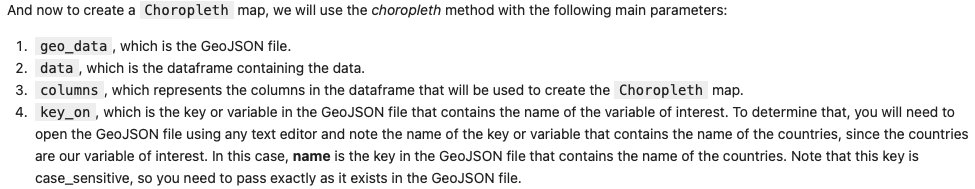 And now to create a Choropleth map, we will use the choropleth method with the following main parameters:
1. geo_data , which is the GeoJSON file.
2. data , which is the dataframe containing the data.
3. columns , which represents the columns in the dataframe that will be used to create the Choropleth map.
4. key_on , which is the key or variable in the GeoJSON file that contains the name of the variable of interest. To determine that, you will need to
open the GeoJSON file using any text editor and note the name of the key or variable that contains the name of the countries, since the countries
are our variable of interest. In this case, name is the key in the GeoJSON file that contains the name of the countries. Note that this key is
case_sensitive, so you need to pass exactly as it exists in the GeoJSON file.